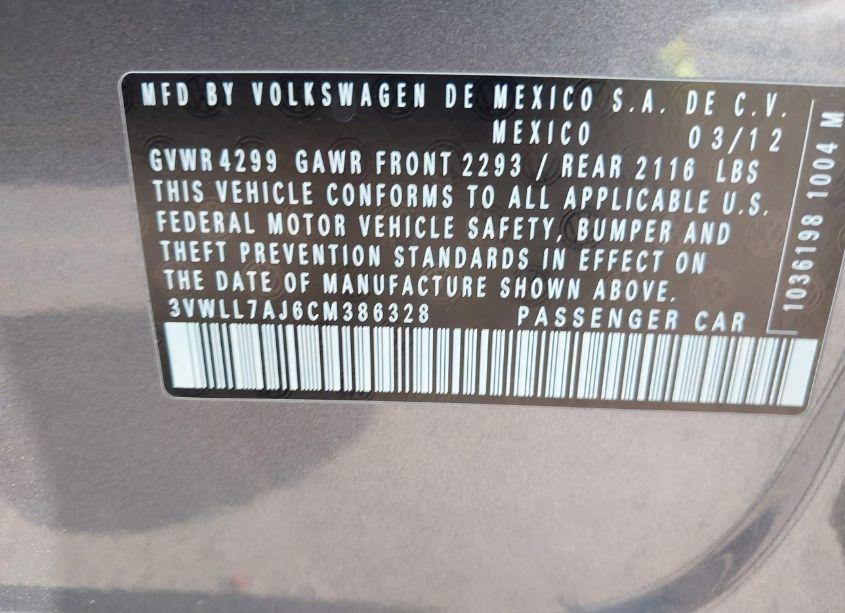 MFD BY VOLKSWAGEN DE MEXICO S.A. DE C.V.
MEXICO 03/12
GVWR 4299 GAWR FRONT 2293 / REAR 2116 LBS
THIS VEHICLE CONFORMS TO ALL APPLICABLE U.S.
FEDERAL MOTOR VEHICLE SAFETY, BUMPER AND
THEFT PREVENTION STANDARDS IN EFFECT ON
THE DATE OF MANUFACTURE SHOWN ABOVE.
3VWLL7AJ6CM386328 PASSENGER CAR
1036198 1004 M